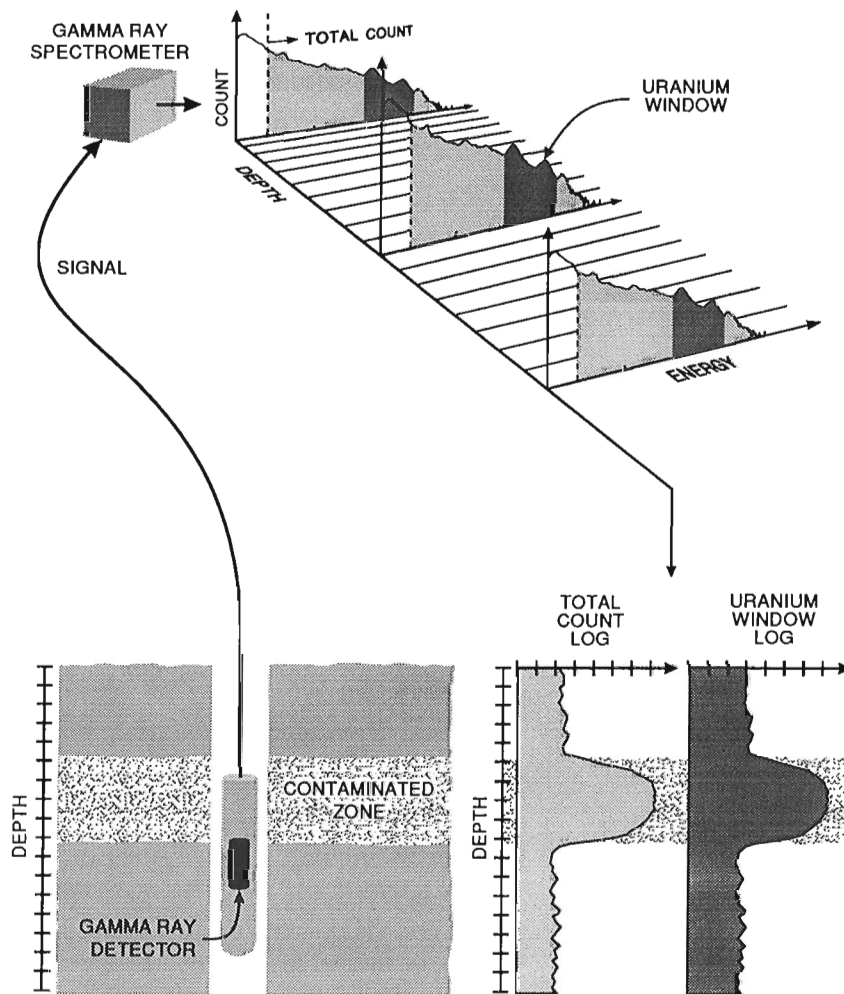 GAMMA RAY
SPECTROMETER
TOTAL COUNT
COUNT
URANIUM
WINDOW
DEPTH
SIGNAL
ENERGY
TOTAL
COUNT
LOG
URANIUM
WINDOW
LOG
DEPTH
CONTAMINATED
ZONE
DEPTH
GAMMA RAY
DETECTOR